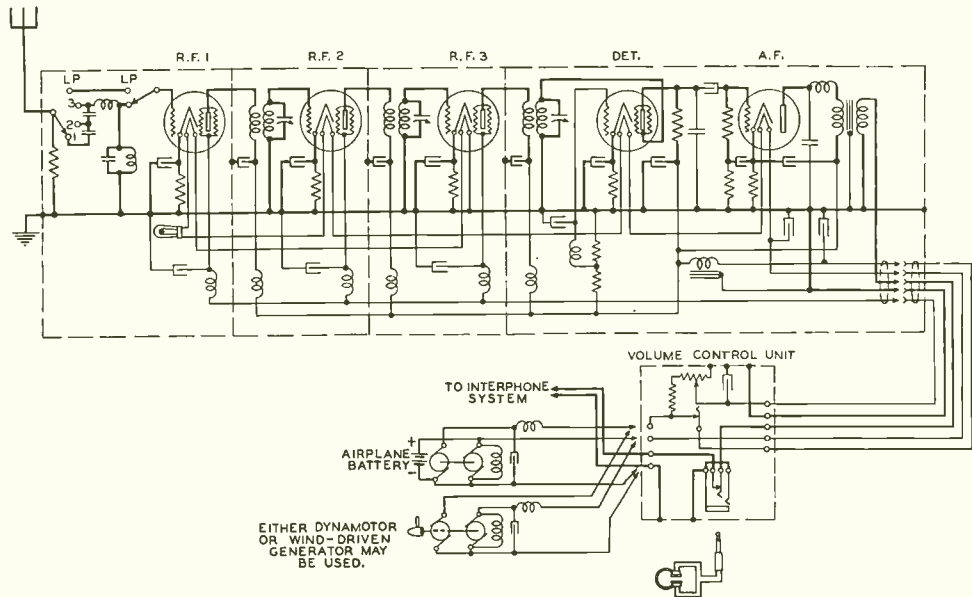 R.F. 1
R.F. 2
R.F. 3
DET.
A.F.
LP
LP
3
2
1
VOLUME CONTROL UNIT
TO INTERPHONE
SYSTEM
+
AIRPLANE
BATTERY
-
EITHER DYNAMOTOR
OR WIND-DRIVEN
GENERATOR MAY
BE USED.